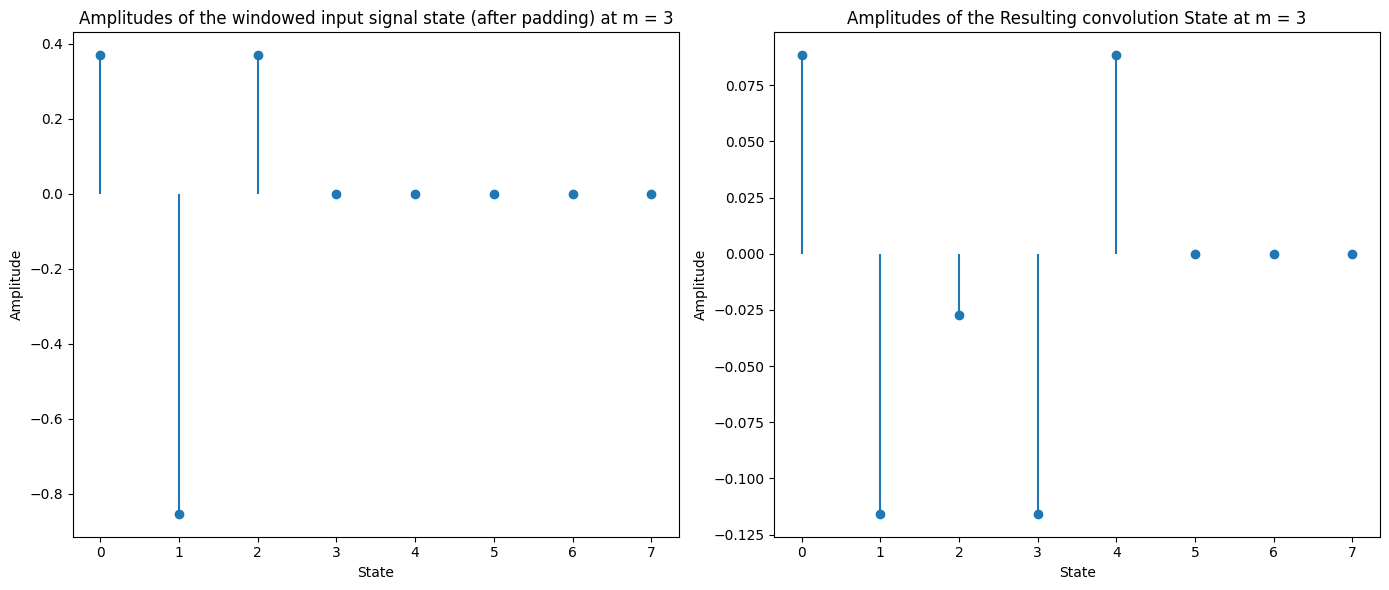 Amplitudes of the windowed input signal state (after padding) at m = 3
0.4
0.2
0.0
−0.2
−0.4
−0.6
−0.8
Amplitude
0 1 2 3 4 5 6 7
State
Amplitudes of the Resulting convolution State at m = 3
0.075
0.050
0.025
0.000
−0.025
−0.050
−0.075
−0.100
−0.125
Amplitude
0 1 2 3 4 5 6 7
State